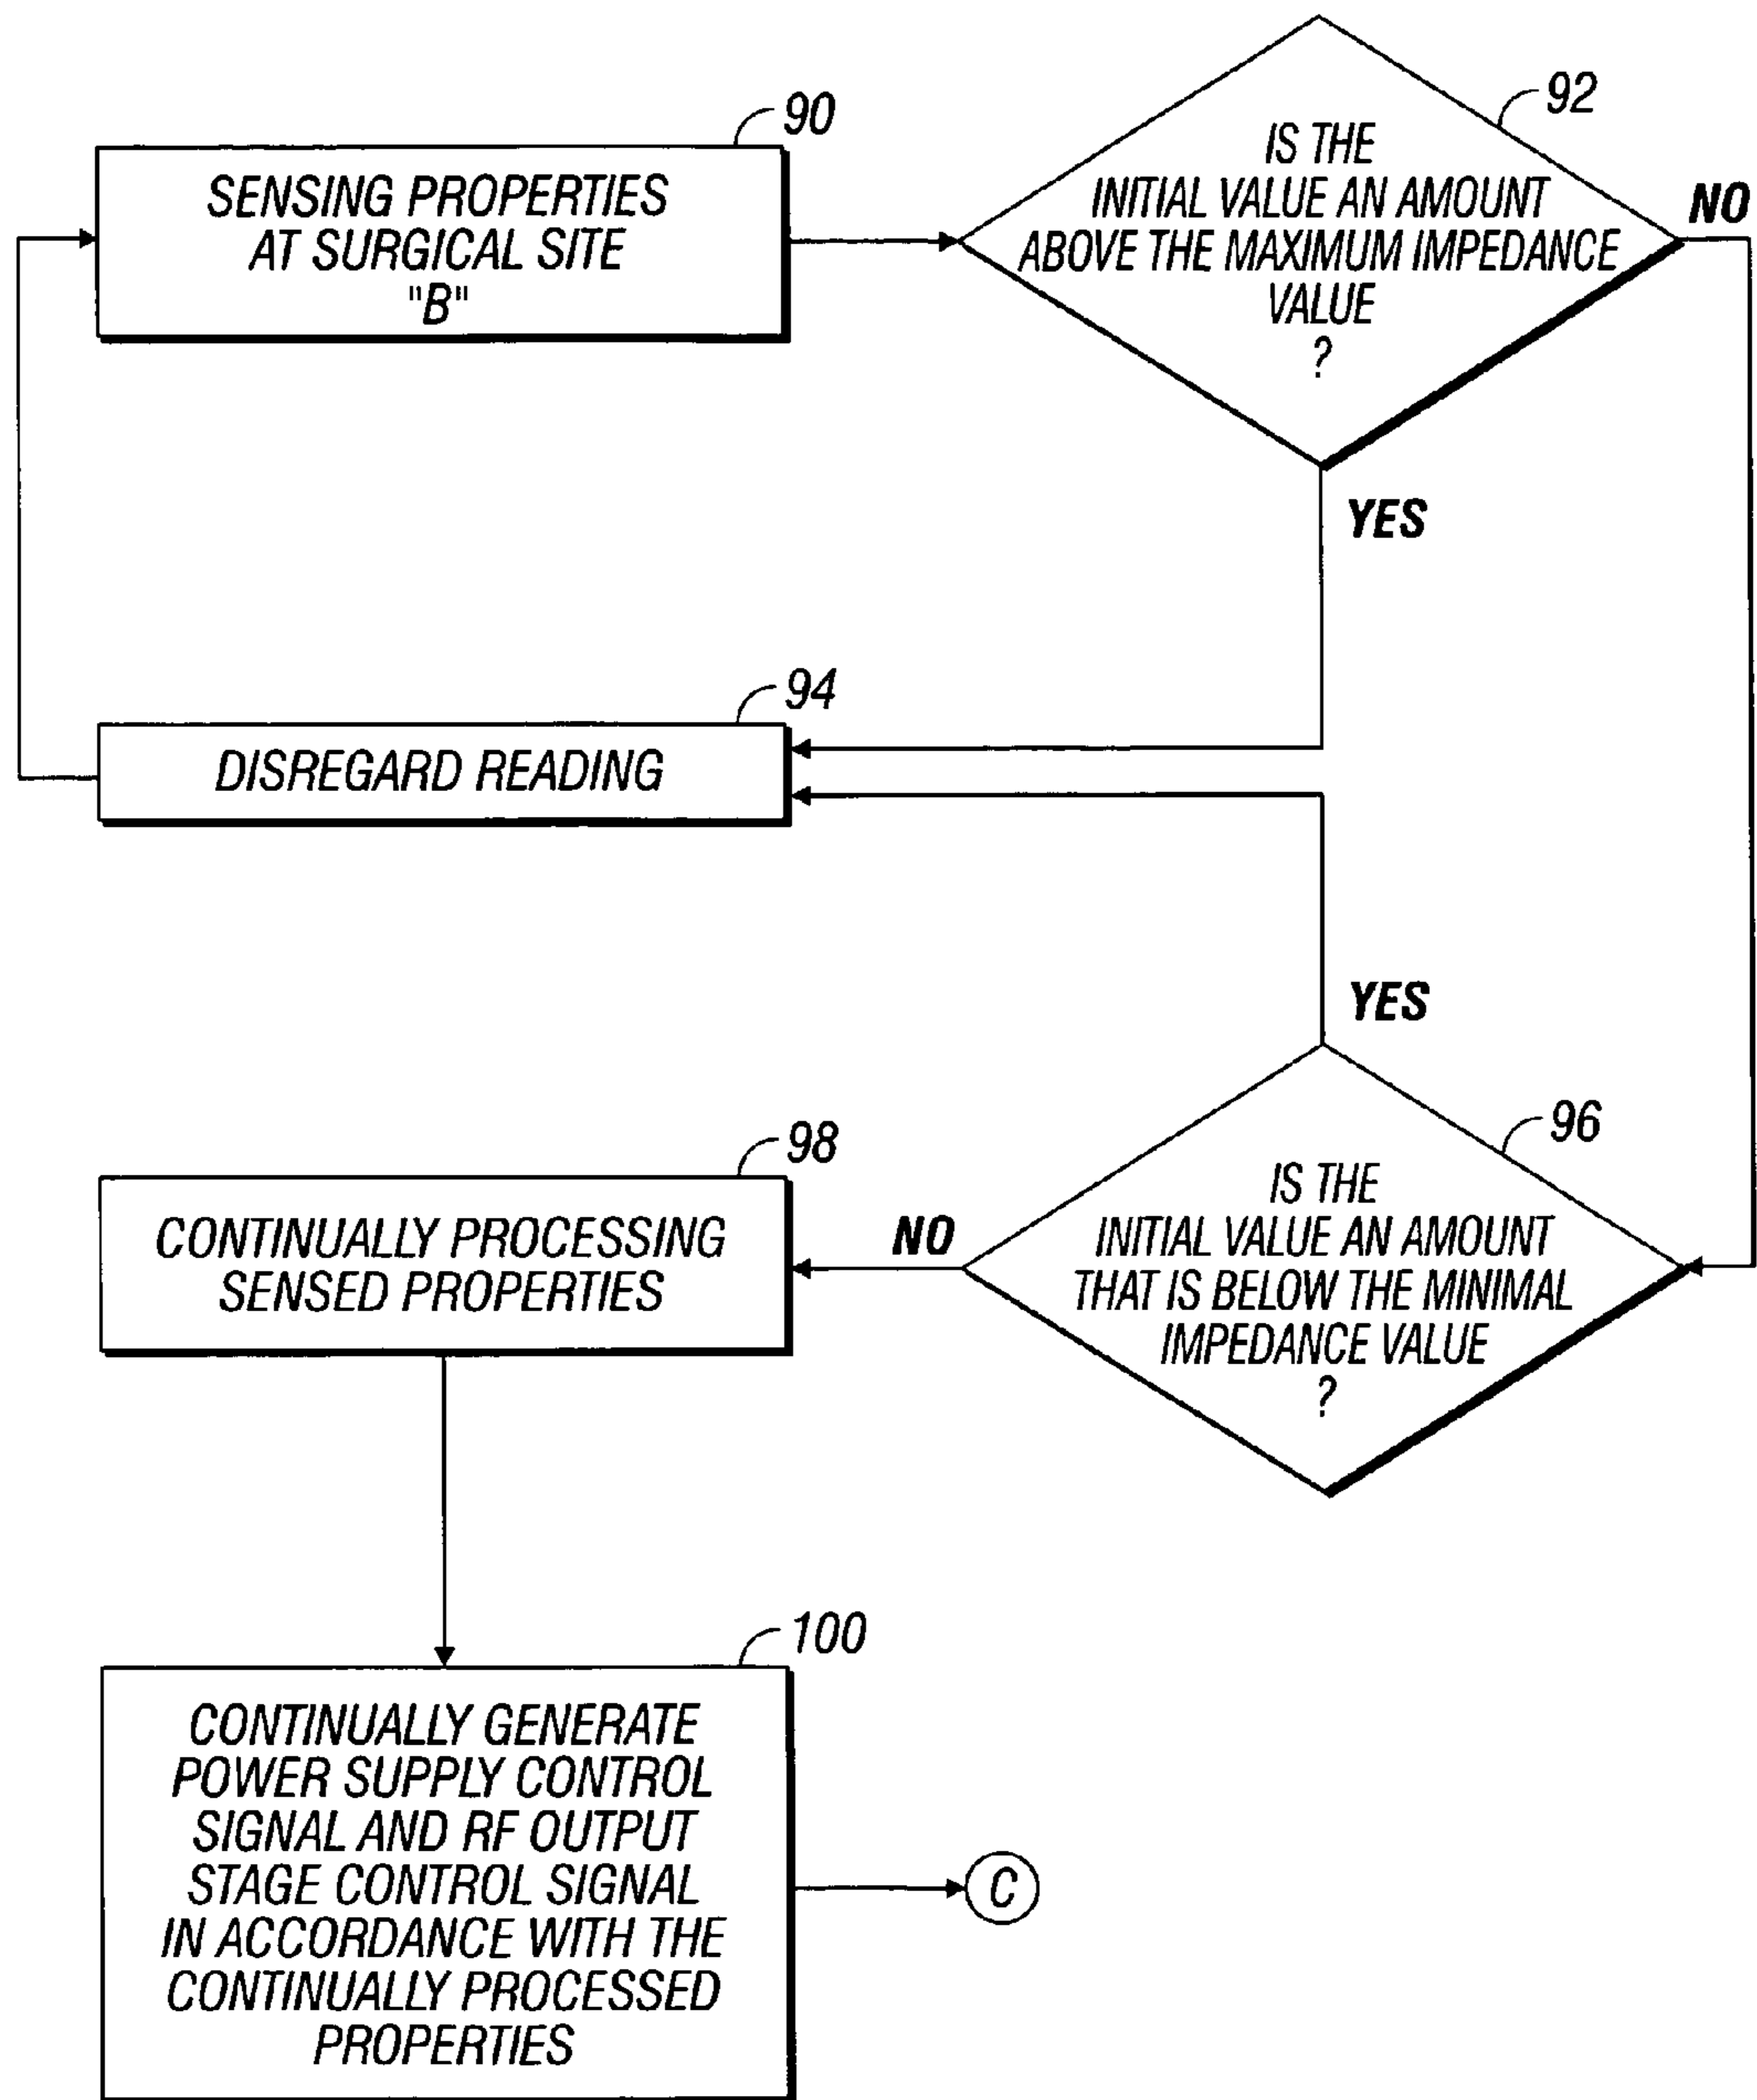 90
SENSING PROPERTIES
AT SURGICAL SITE
"B"
92
IS THE
INITIAL VALUE AN AMOUNT
ABOVE THE MAXIMUM IMPEDANCE
VALUE
?
NO
YES
94
DISREGARD READING
YES
96
IS THE
INITIAL VALUE AN AMOUNT
THAT IS BELOW THE MINIMAL
IMPEDANCE VALUE
?
NO
98
CONTINUALLY PROCESSING
SENSED PROPERTIES
100
CONTINUALLY GENERATE
POWER SUPPLY CONTROL
SIGNAL AND RF OUTPUT
STAGE CONTROL SIGNAL
IN ACCORDANCE WITH THE
CONTINUALLY PROCESSED
PROPERTIES
C